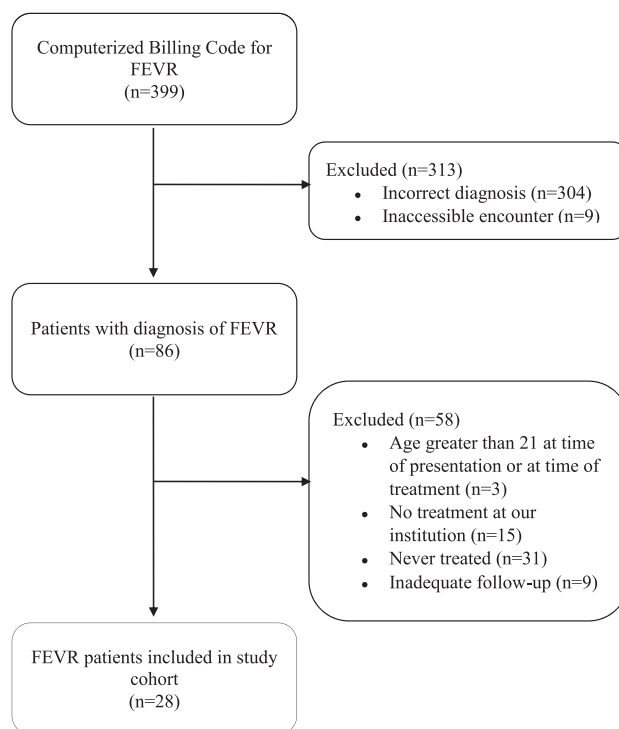 Computerized Billing Code for
FEVR
(n=399)
Excluded (n=313)
• Incorrect diagnosis (n=304)
• Inaccessible encounter (n=9)
Patients with diagnosis of FEVR
(n=86)
Excluded (n=58)
• Age greater than 21 at time
of presentation or at time of
treatment (n=3)
• No treatment at our
institution (n=15)
• Never treated (n=31)
• Inadequate follow-up (n=9)
FEVR patients included in study
cohort
(n=28)